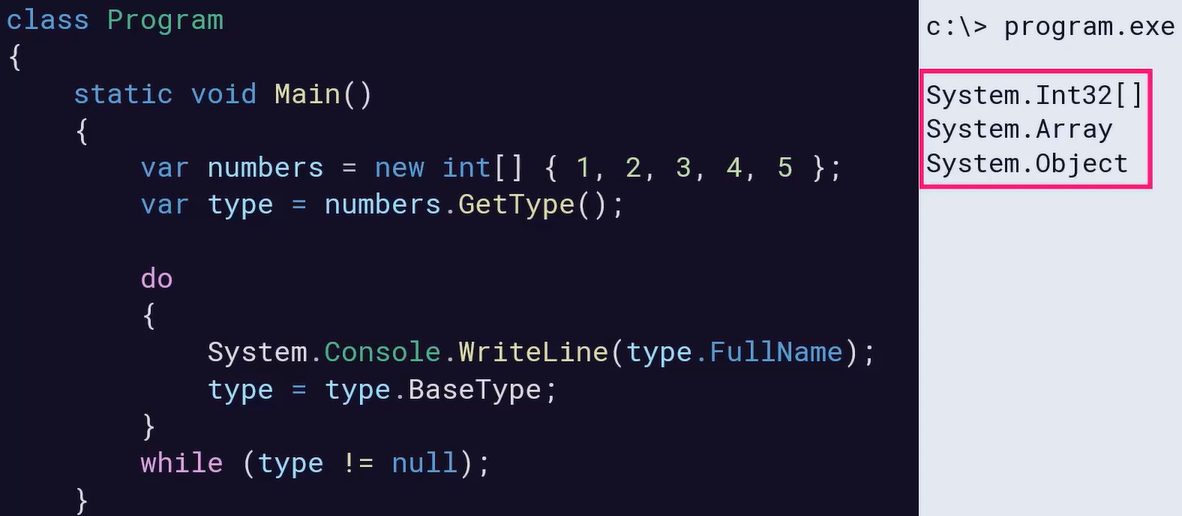 class Program
{
    static void Main()
    {
        var numbers = new int[] { 1, 2, 3, 4, 5 };
        var type = numbers.GetType();

        do
        {
            System.Console.WriteLine(type.FullName);
            type = type.BaseType;
        }
        while (type != null);
    }
c:\> program.exe
System.Int32[]
System.Array
System.Object